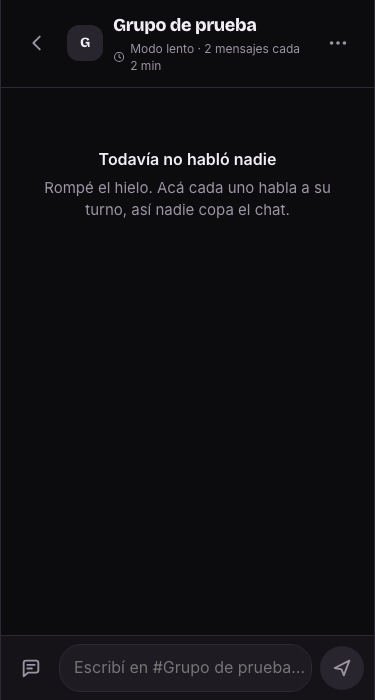 Grupo de prueba
G
Modo lento · 2 mensajes cada
2 min
Todavía no habló nadie
Rompé el hielo. Acá cada uno habla a su
turno, así nadie copa el chat.
Escribí en #Grupo de prueba...